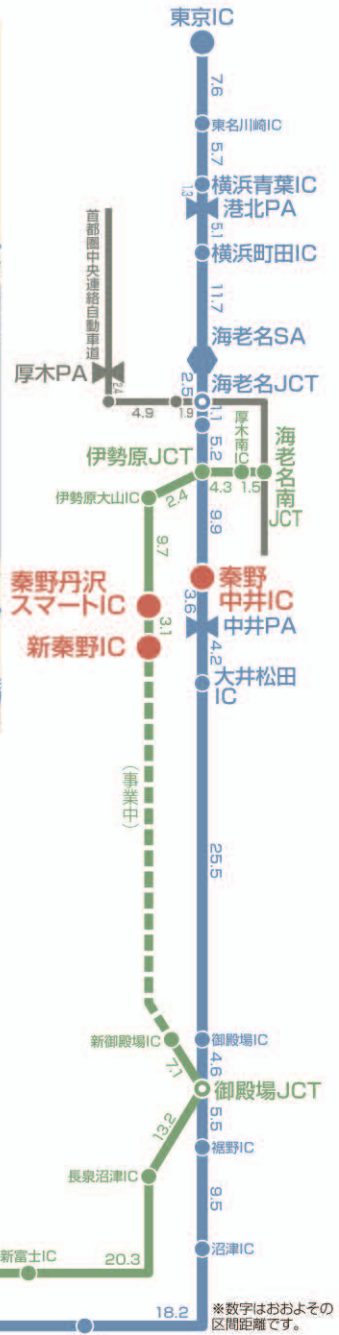 東京IC
7.6
東名川崎IC
5.7
横浜青葉IC
1.3
港北PA
5.1
横浜町田IC
11.7
首都圏中央連絡自動車道
海老名SA
厚木PA
2.4
2.5
海老名JCT
4.9
1.9
1.1
5.2
厚木南IC
海老名南
JCT
伊勢原JCT
4.3
1.5
伊勢原大山IC
2.4
9.9
9.7
秦野丹沢
スマートIC
秦野
中井IC
3.1
3.6
新秦野IC
中井PA
4.2
大井松田
IC
(事業中)
25.5
新御殿場IC
御殿場IC
7.1
4.6
御殿場JCT
13.2
5.5
裾野IC
長泉沼津IC
9.5
新富士IC
20.3
沼津IC
18.2
※数字はおおよその
区間距離です。